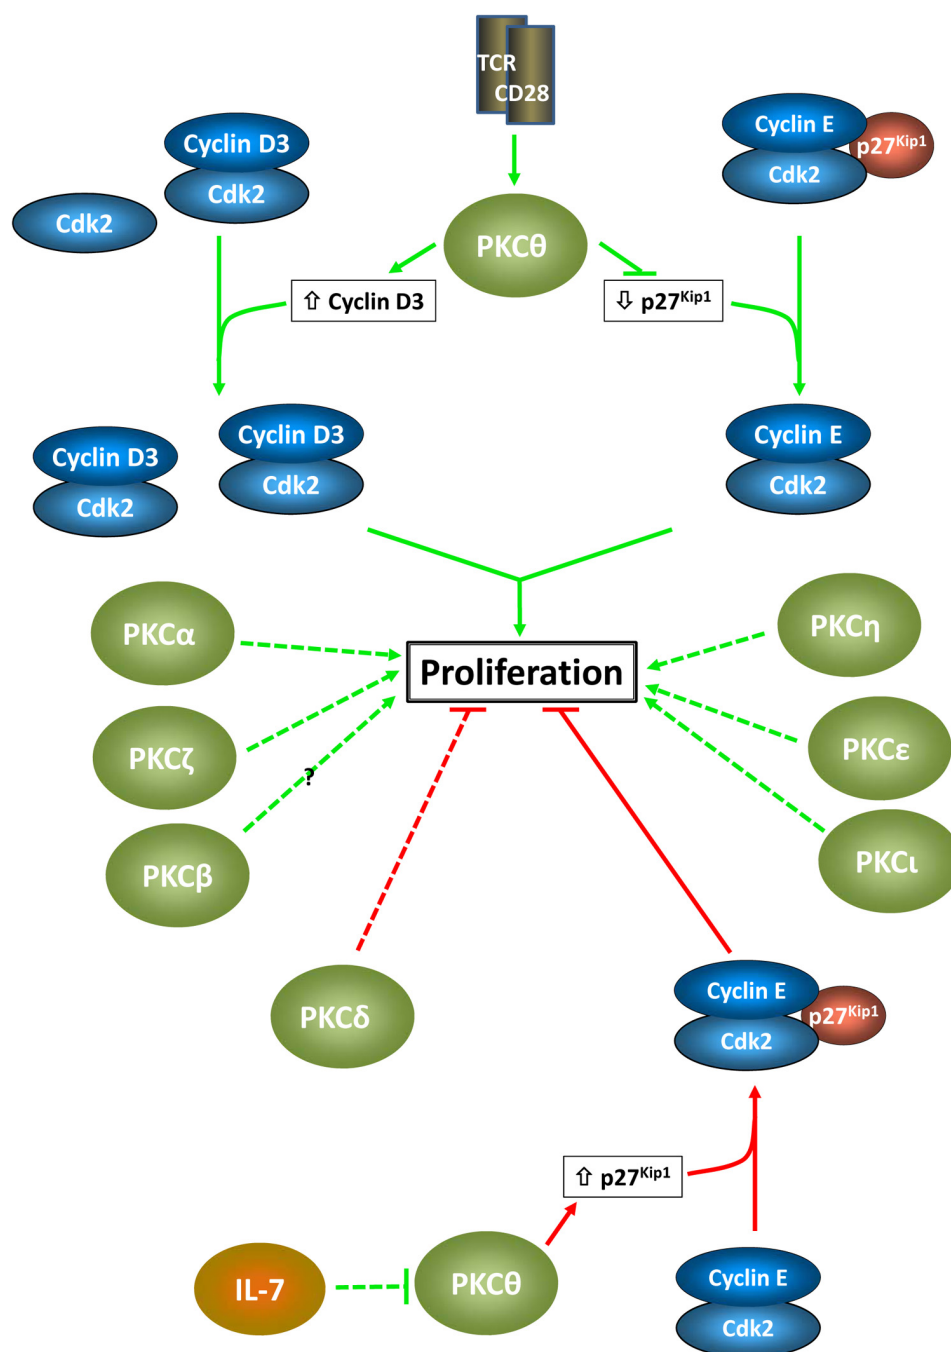 TCR
CD28
Cyclin D3
Cdk2
Cdk2
Cyclin E
Cdk2
p27Kip1
PKCθ
⇧ Cyclin D3
⇩ p27Kip1
Cyclin D3
Cdk2
Cyclin D3
Cdk2
Cyclin E
Cdk2
PKCα
PKCη
Proliferation
PKCζ
?
PKCε
PKCβ
PKCι
PKCδ
Cyclin E
Cdk2
p27Kip1
⇧ p27Kip1
IL-7
PKCθ
Cyclin E
Cdk2